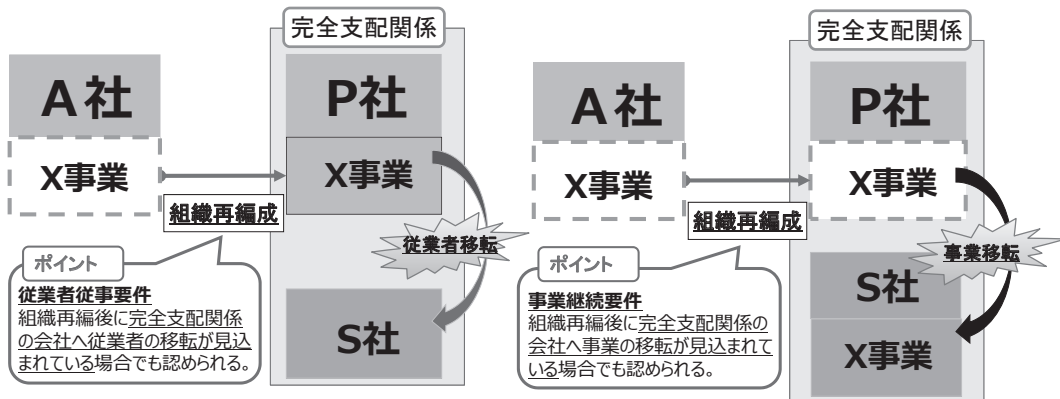 完全支配関係
A社
P社
X事業
X事業
組織再編成
従業者移転
ポイント
従業者従事要件
組織再編後に完全支配関係
の会社へ従業者の移転が見込
まれている場合でも認められる。
S社
完全支配関係
A社
P社
X事業
X事業
組織再編成
事業移転
ポイント
事業継続要件
組織再編後に完全支配関係の
会社へ事業の移転が見込まれて
いる場合でも認められる。
S社
X事業